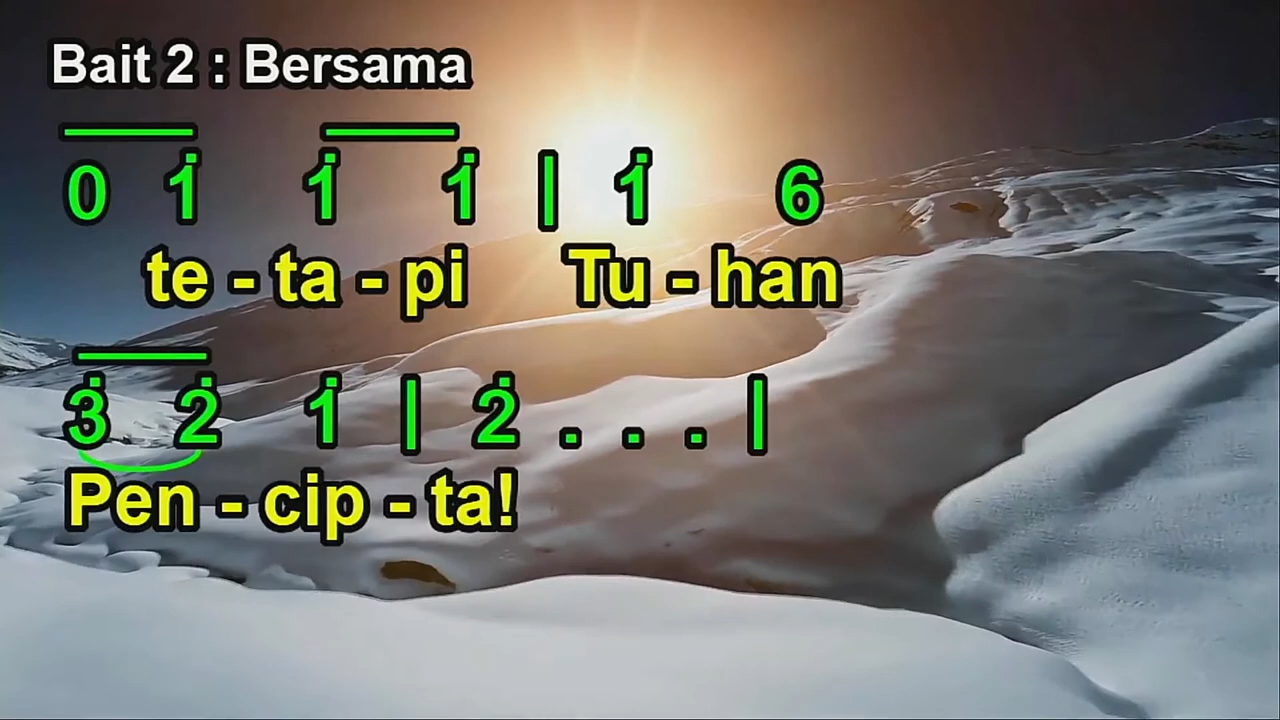 Bait 2 : Bersama
0 1̇ 1̇ 1̇ | 1̇ 6
te - ta - pi Tu - han
3̇ 2̇ 1̇ | 2̇ . . . |
Pen - cip - ta!